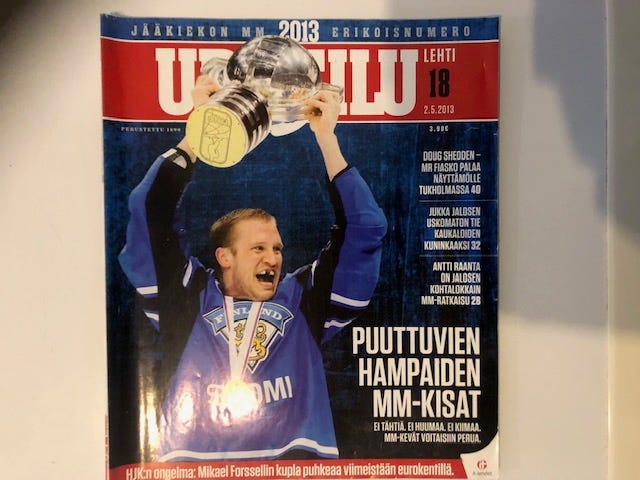 JÄÄKIEKON MM 2013 ERIKOISNUMERO
URHEILU
LEHTI
18
2.5.2013
PERUSTETTU 1898
3,90€
DOUG SHEDDEN –
MR FIASKO PALAA
NÄYTTÄMÖLLE
TUKHOLMASSA 40
JUKKA JALOSEN
USKOMATON TIE
KAUKALOIDEN
KUNINKAAKSI 32
ANTTI RAANTA
ON JALOSEN
KOHTALOKKAIN
MM-RATKAISU 28
FINLAND
SUOMI
PUUTTUVIEN
HAMPAIDEN
MM-KISAT
EI TÄHTIÄ. EI HUUMAA. EI KIIMAA.
MM-KEVÄT VOITAISIIN PERUA.
HJK:n ongelma: Mikael Forssellin kupla puhkeaa viimeistään eurokentillä.
A-lehdet